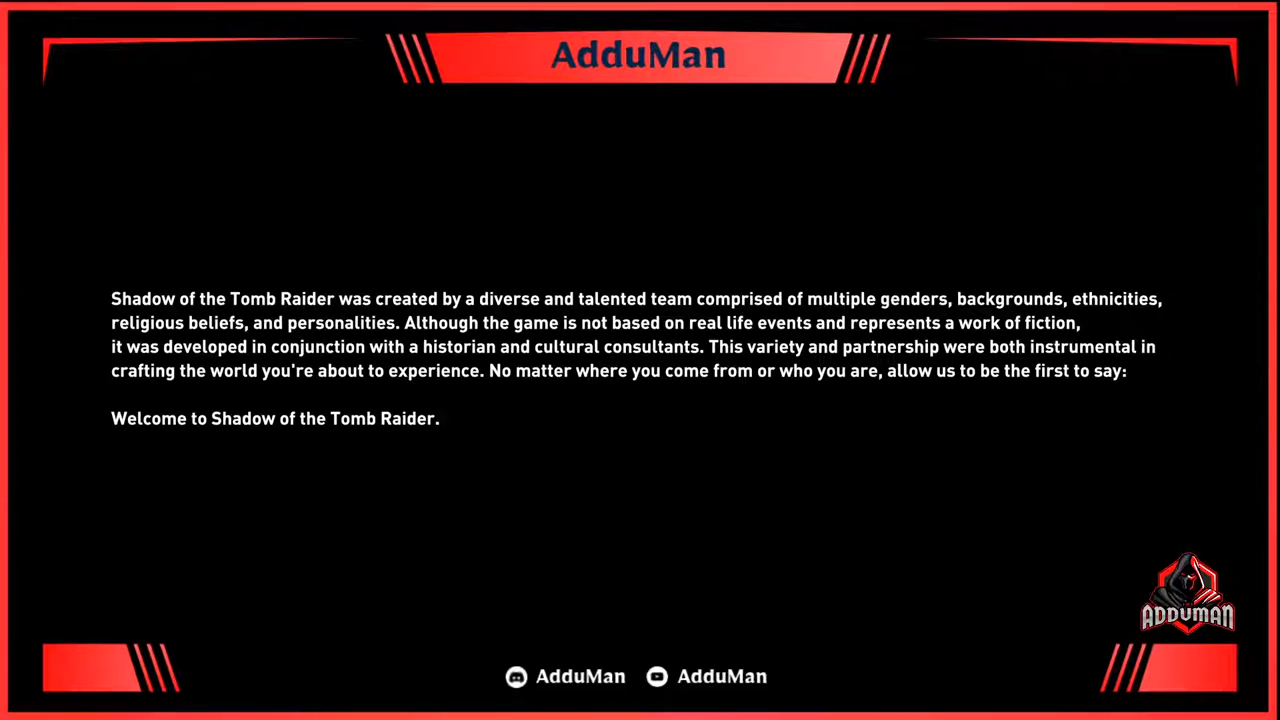 AdduMan
Shadow of the Tomb Raider was created by a diverse and talented team comprised of multiple genders, backgrounds, ethnicities,
religious beliefs, and personalities. Although the game is not based on real life events and represents a work of fiction,
it was developed in conjunction with a historian and cultural consultants. This variety and partnership were both instrumental in
crafting the world you're about to experience. No matter where you come from or who you are, allow us to be the first to say:
Welcome to Shadow of the Tomb Raider.
ADDUMAN
AdduMan AdduMan